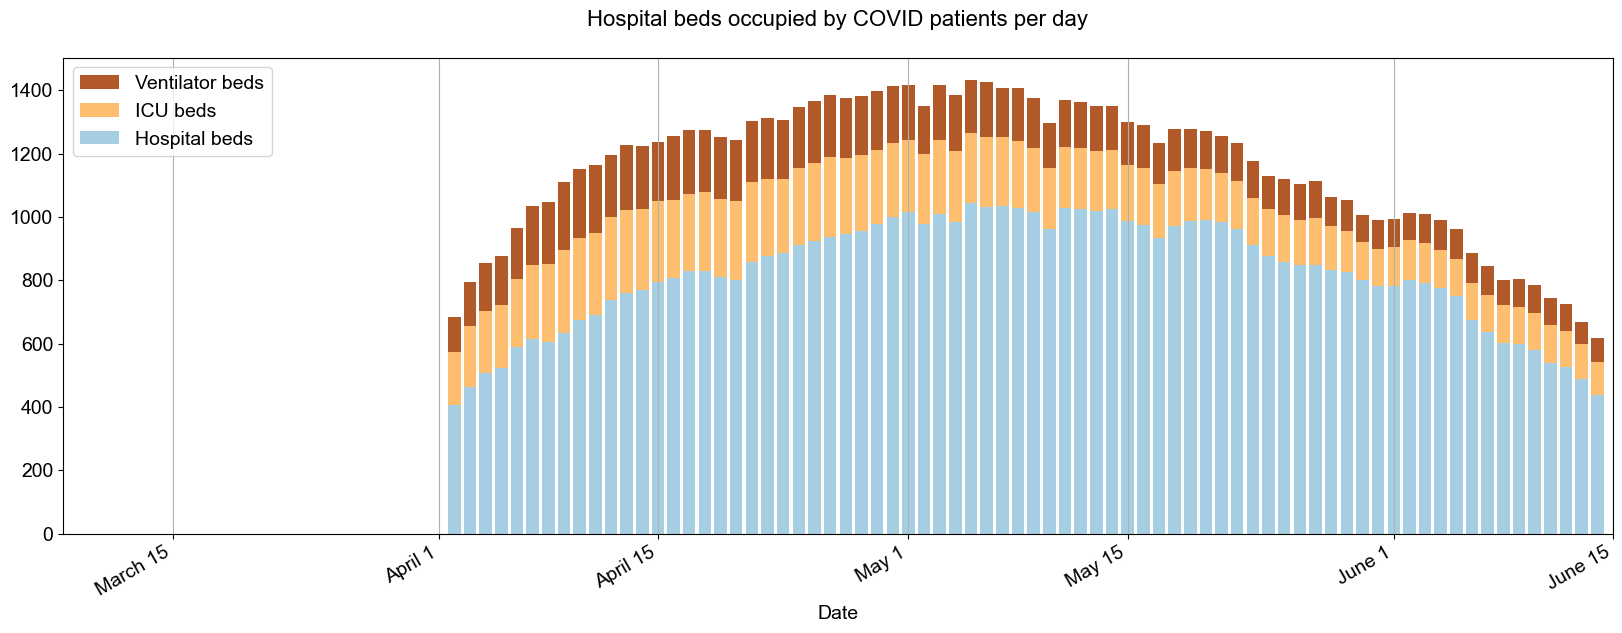 Hospital beds occupied by COVID patients per day
Ventilator beds
ICU beds
Hospital beds
1400
1200
1000
800
600
400
200
0
March 15
April 1
April 15
May 1
May 15
June 1
June 15
Date